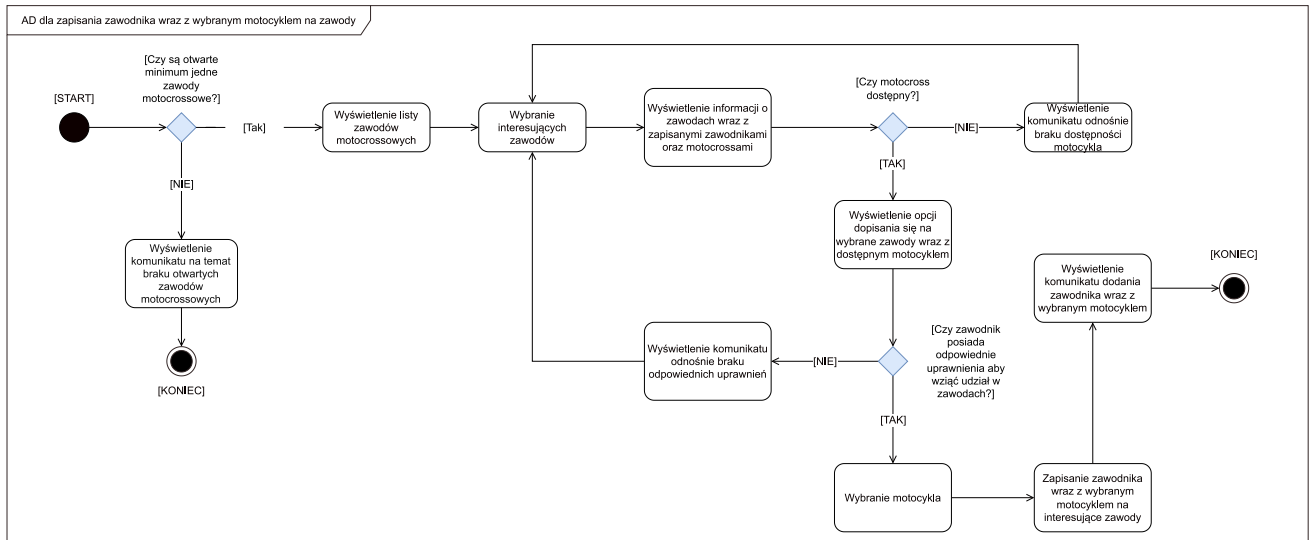 AD dla zapisania zawodnika wraz z wybranym motocyklem na zawody
[Czy są otwarte
minimum jedne
zawody
motocrossowe?]
[START]
[Tak]
Wyświetlenie listy
zawodów
motocrossowych
Wybranie
interesujących
zawodów
Wyświetlenie informacji o
zawodach wraz z
zapisanymi zawodnikami
oraz motocrossami
[Czy motocross
dostępny?]
[NIE]
Wyświetlenie
komunikatu odnośnie
braku dostępności
motocykla
[NIE]
[TAK]
Wyświetlenie
komunikatu na temat
braku otwartych
zawodów
motocrossowych
[KONIEC]
Wyświetlenie opcji
dopisania się na
wybrane zawody wraz z
dostępnym motocyklem
Wyświetlenie
komunikatu dodania
zawodnika wraz z
wybranym motocyklem
[KONIEC]
Wyświetlenie komunikatu
odnośnie braku
odpowiednich uprawnień
[NIE]
[Czy zawodnik
posiada
odpowiednie
uprawnienia aby
wziąć udział w
zawodach?]
[TAK]
Wybranie motocykla
Zapisanie zawodnika
wraz z wybranym
motocyklem na
interesujące zawody